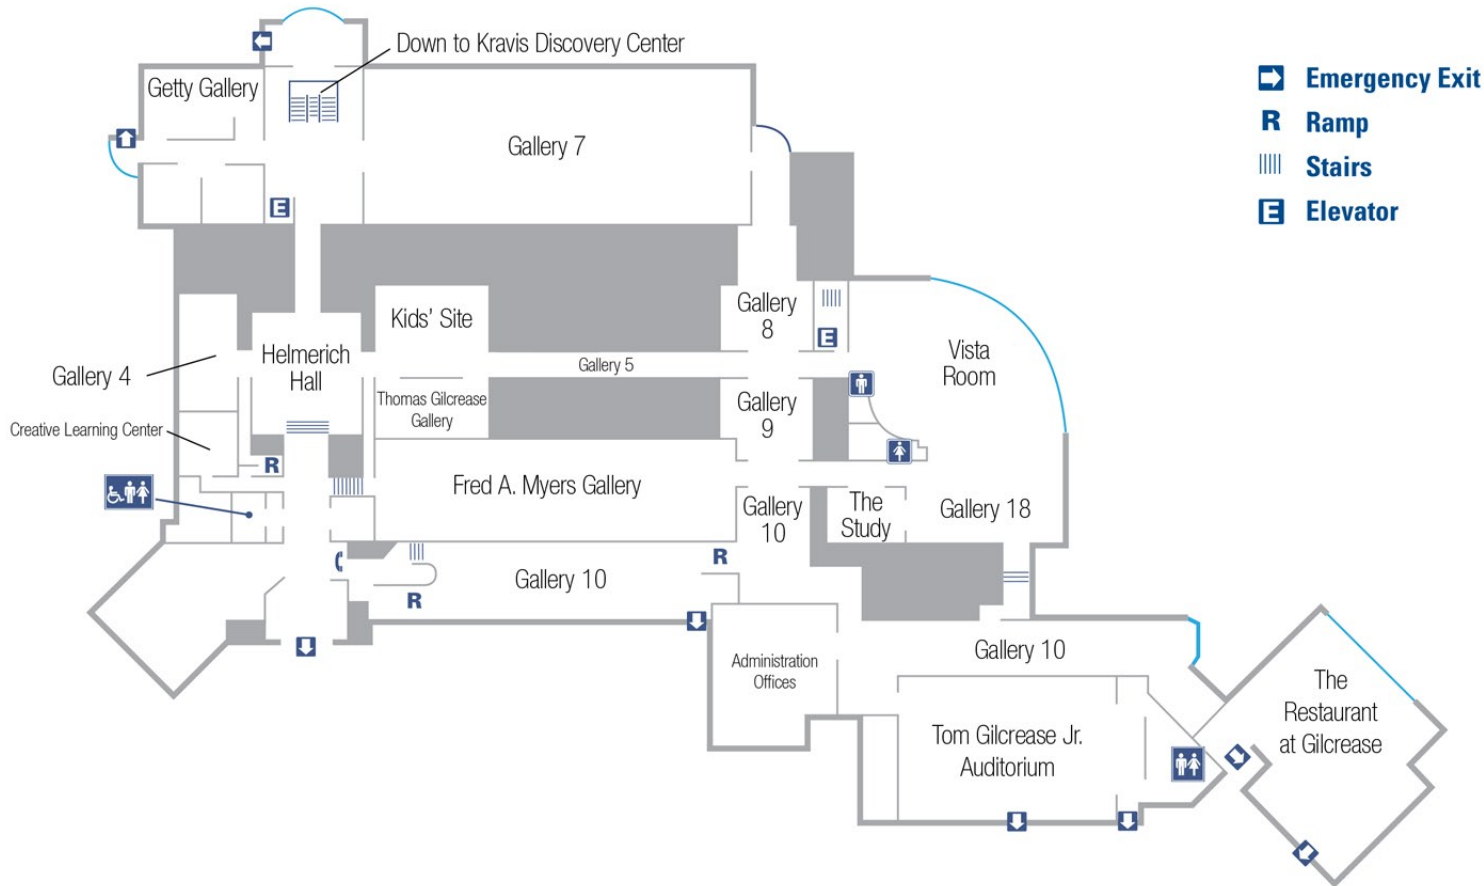 Down to Kravis Discovery Center
Getty Gallery
Gallery 7
Emergency Exit
R Ramp
Stairs
E Elevator
E
Gallery
8
Kids' Site
E
Helmerich
Hall
Gallery 5
Vista
Room
Gallery 4
Thomas Gilcrease
Gallery
Gallery
9
Creative Learning Center
R
Fred A. Myers Gallery
Gallery
10
The
Study
Gallery 18
R
Gallery 10
R
Administration
Offices
Gallery 10
The
Restaurant
at Gilcrease
Tom Gilcrease Jr.
Auditorium